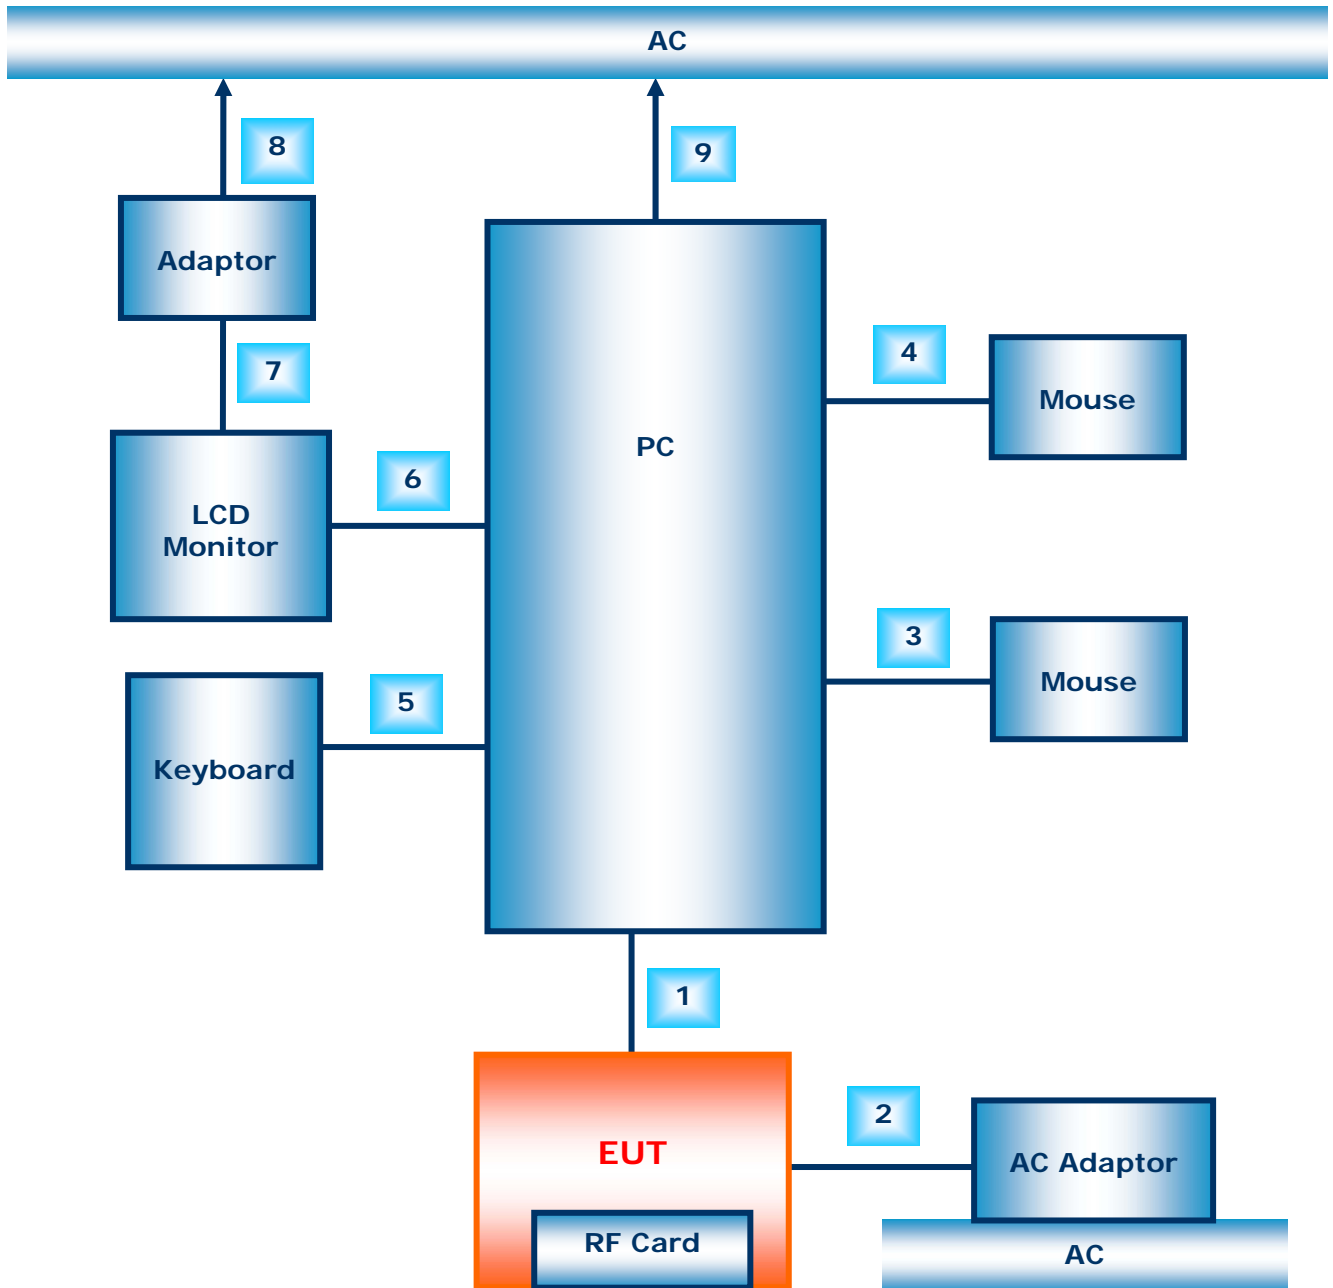 AC
8
9
Adaptor
7
4
Mouse
PC
6
LCD
Monitor
3
Mouse
5
Keyboard
1
2
EUT
AC Adaptor
RF Card
AC